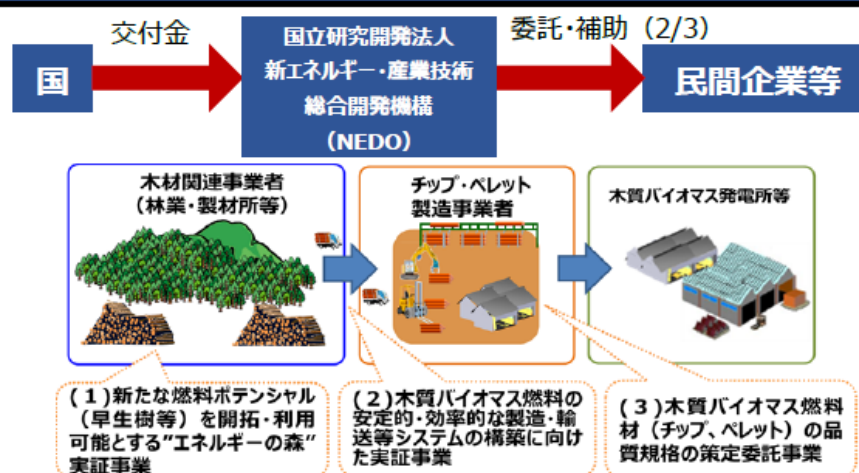 交付金
委託・補助（2/3）
国
国立研究開発法人
新エネルギー・産業技術
総合開発機構
（NEDO）
民間企業等
木材関連事業者
（林業・製材所等）
チップ・ペレット
製造事業者
木質バイオマス発電所等
(1)新たな燃料ポテンシャル
（早生樹等）を開拓・利用
可能とする”エネルギーの森”
実証事業
(2)木質バイオマス燃料の
安定的・効率的な製造・輸
送等システムの構築に向け
た実証事業
(3)木質バイオマス燃料
材（チップ、ペレット）の品
質規格の策定委託事業